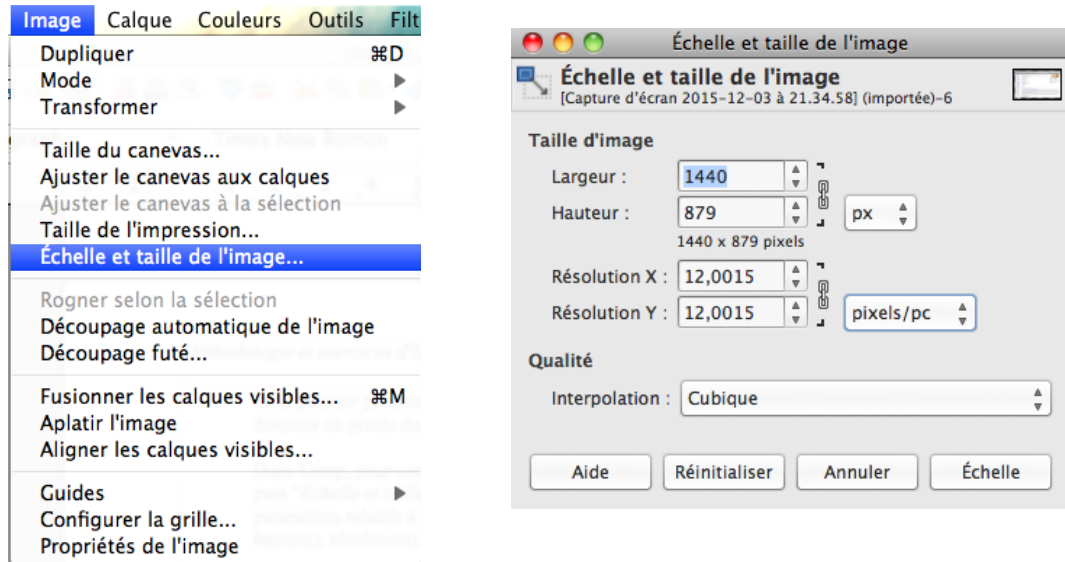 Image Calque Couleurs Outils Filt
Dupliquer ⌘D
Mode
Transformer
Taille du canevas...
Ajuster le canevas aux calques
Ajuster le canevas à la sélection
Taille de l'impression...
Échelle et taille de l'image...
Rogner selon la sélection
Découpage automatique de l'image
Découpage futé...
Fusionner les calques visibles... ⌘M
Aplatir l'image
Aligner les calques visibles...
Guides
Configurer la grille...
Propriétés de l'image
Échelle et taille de l'image
Échelle et taille de l'image
[Capture d'écran 2015-12-03 à 21.34.58] (importée)-6
Taille d'image
Largeur : 1440
Hauteur : 879 px
1440 x 879 pixels
Résolution X : 12,0015
Résolution Y : 12,0015 pixels/pc
Qualité
Interpolation : Cubique
Aide Réinitialiser Annuler Échelle